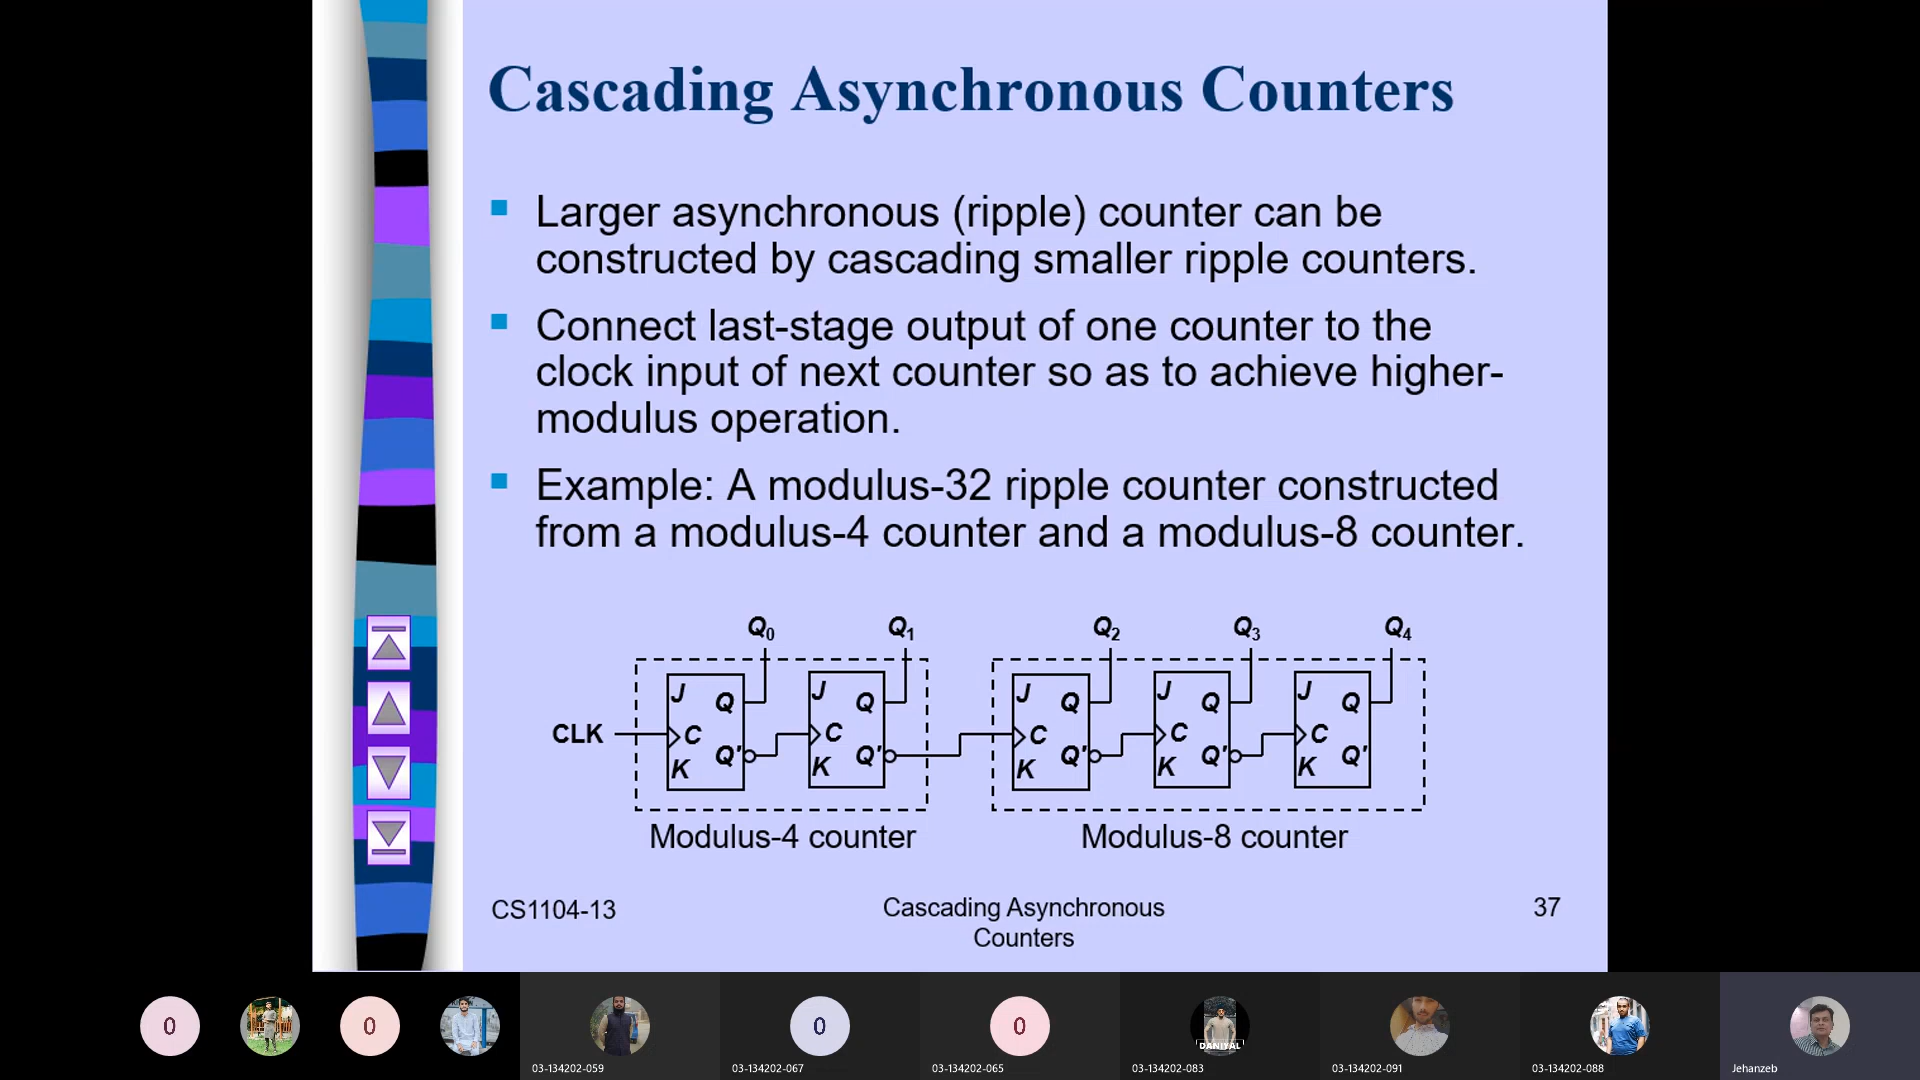 Cascading Asynchronous Counters
Larger asynchronous (ripple) counter can be
constructed by cascading smaller ripple counters.
Connect last-stage output of one counter to the
clock input of next counter so as to achieve higher-
modulus operation.
Example: A modulus-32 ripple counter constructed
from a modulus-4 counter and a modulus-8 counter.
Q0 Q1 Q2 Q3 Q4
J Q J Q J Q J Q J Q
CLK C C C C C
K Q' K Q' K Q' K Q' K Q'
Modulus-4 counter Modulus-8 counter
CS1104-13
Cascading Asynchronous
Counters
37
0 0 0 0
DANIYAL
03-134202-059 03-134202-067 03-134202-065 03-134202-083 03-134202-091 03-134202-088 Jehanzeb